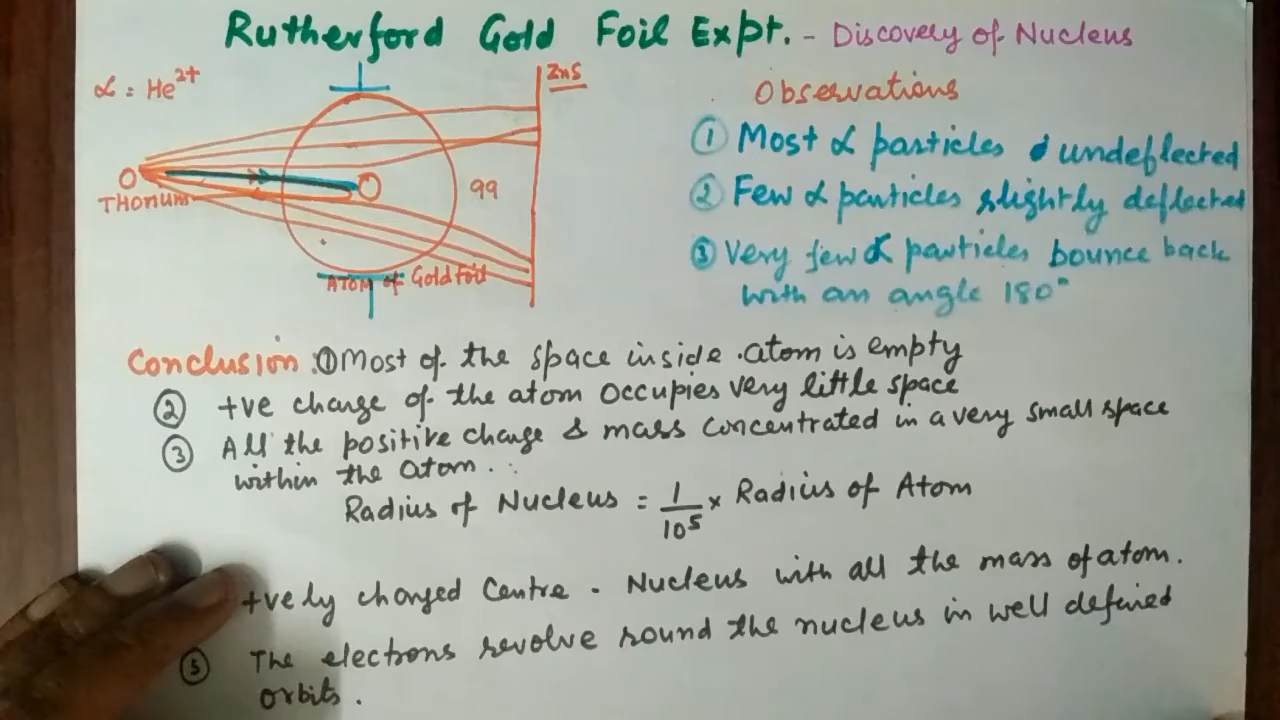 Rutherford Gold Foil Expt. - Discovery of Nucleus
α : He2+
ZnS
O
THORIUM
99
ATOM of Gold Foil
Observations
① Most α particles undeflected
② Few α particles slightly deflected
③ Very few α particles bounce back
with an angle 180°
Conclusion : ① Most of the space inside atom is empty
② +ve charge of the atom occupies very little space
③ All the positive charge & mass concentrated in a very small space
within the atom.
Radius of Nucleus = 1/10^5 × Radius of Atom
+vely charged Centre. Nucleus with all the mass of atom.
⑤ The electrons revolve round the nucleus in well defined
orbits.